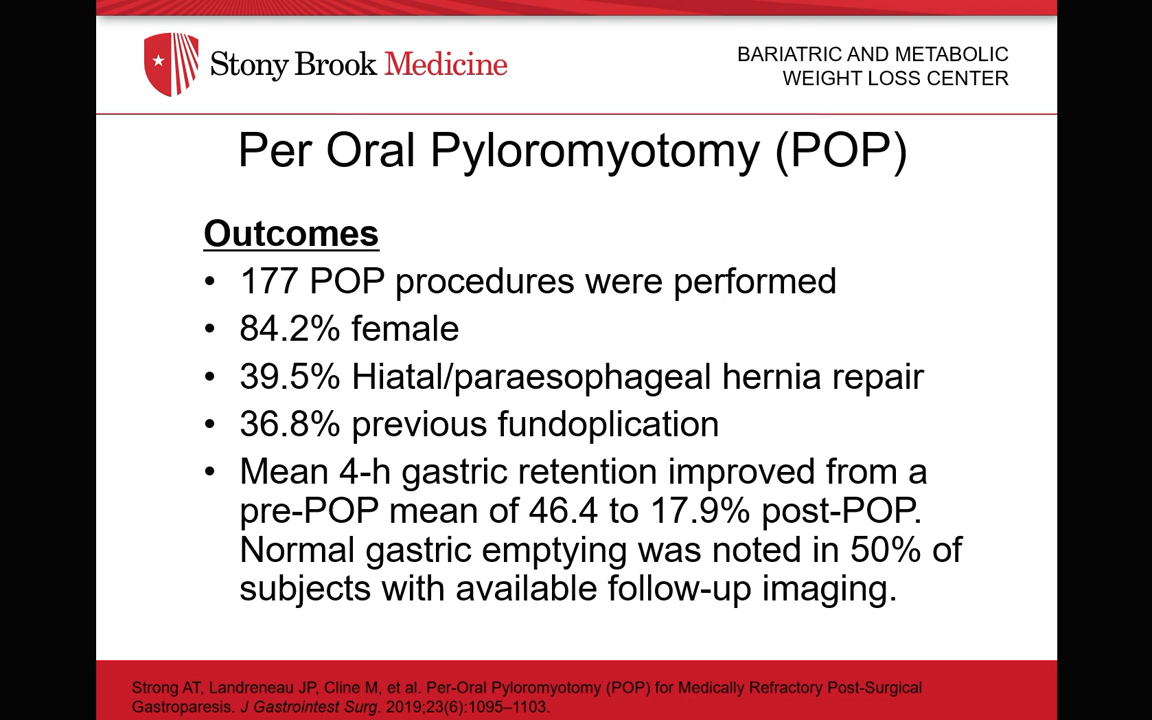 Stony Brook Medicine
BARIATRIC AND METABOLIC
WEIGHT LOSS CENTER
Per Oral Pyloromyotomy (POP)
Outcomes
• 177 POP procedures were performed
• 84.2% female
• 39.5% Hiatal/paraesophageal hernia repair
• 36.8% previous fundoplication
• Mean 4-h gastric retention improved from a
pre-POP mean of 46.4 to 17.9% post-POP.
Normal gastric emptying was noted in 50% of
subjects with available follow-up imaging.
Strong AT, Landreneau JP, Cline M, et al. Per-Oral Pyloromyotomy (POP) for Medically Refractory Post-Surgical
Gastroparesis. J Gastrointest Surg. 2019;23(6):1095–1103.